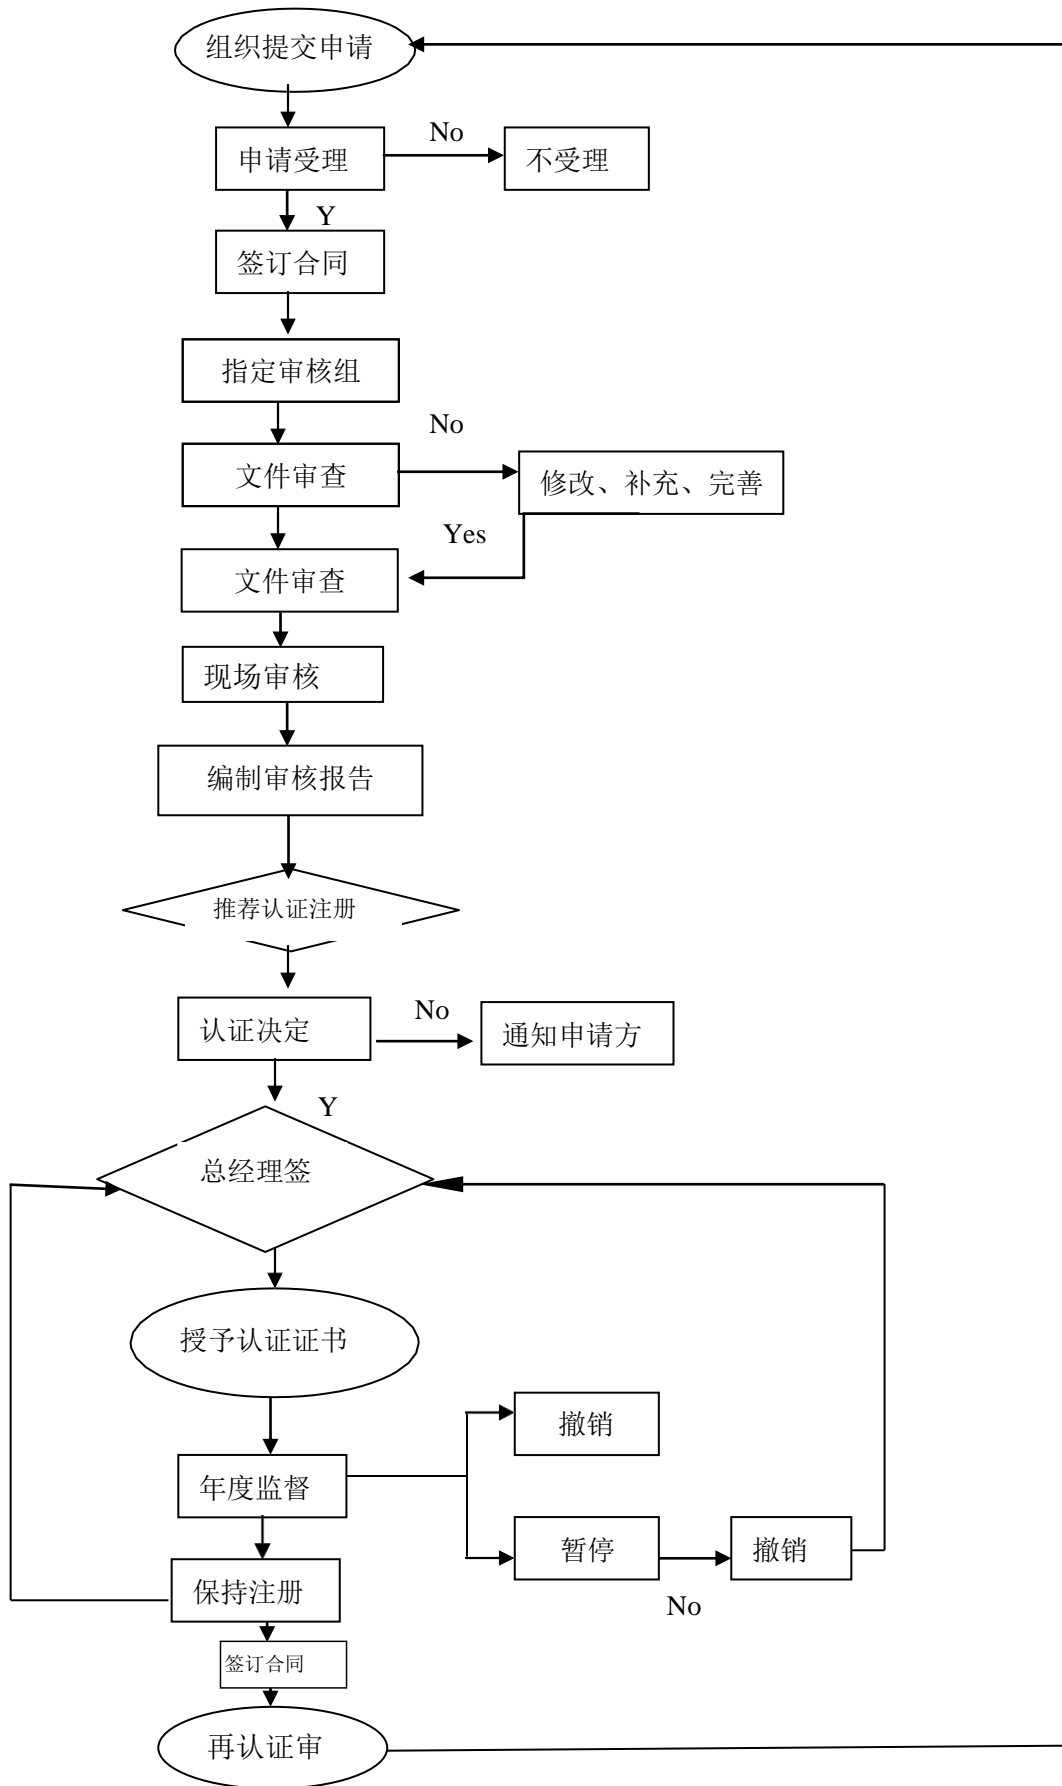 组织提交申请
申请受理
No
不受理
Y
签订合同
指定审核组
No
文件审查
修改、补充、完善
Yes
文件审查
现场审核
编制审核报告
推荐认证注册
认证决定
No
通知申请方
Y
总经理签
授予认证证书
撤销
年度监督
暂停
撤销
保持注册
No
签订合同
再认证审